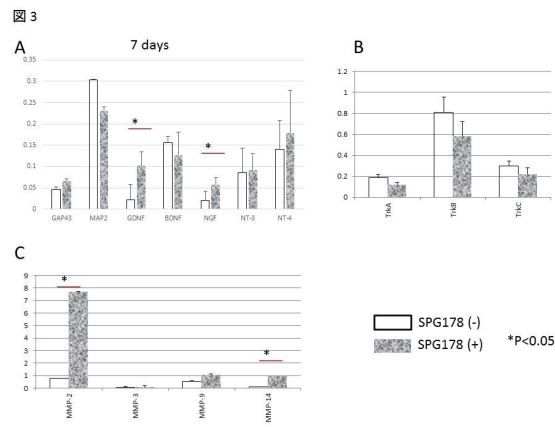 図3
A
7 days
0.35
0.3
0.25
0.2
0.15
0.1
0.05
0
*
*
GAP43 MAP2 GDNF BDNF NGF NT-3 NT-4
B
1.2
1
0.8
0.6
0.4
0.2
0
TrkA TrkB TrkC
C
9
8
7
6
5
4
3
2
1
0
*
*
MMP-2 MMP-3 MMP-9 MMP-14
SPG178 (-)
SPG178 (+)
*P<0.05